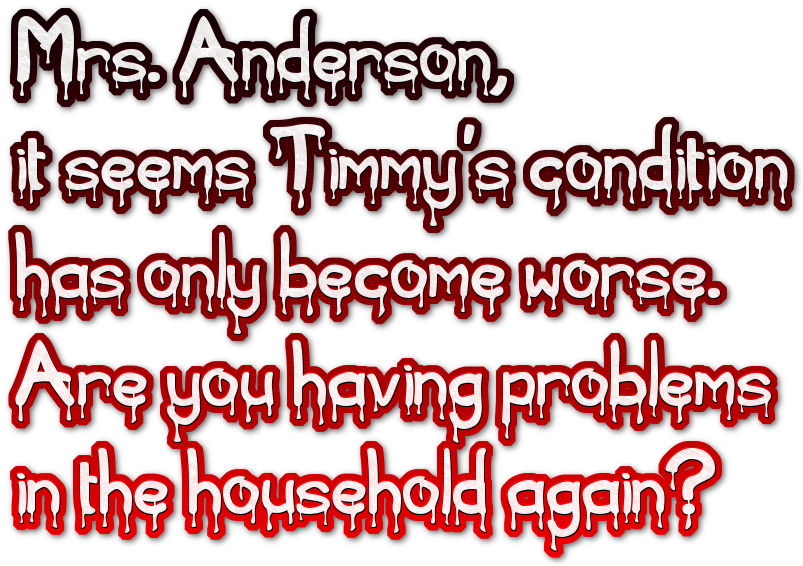 Mrs. Anderson,
it seems Timmy's condition
has only become worse.
Are you having problems
in the household again?